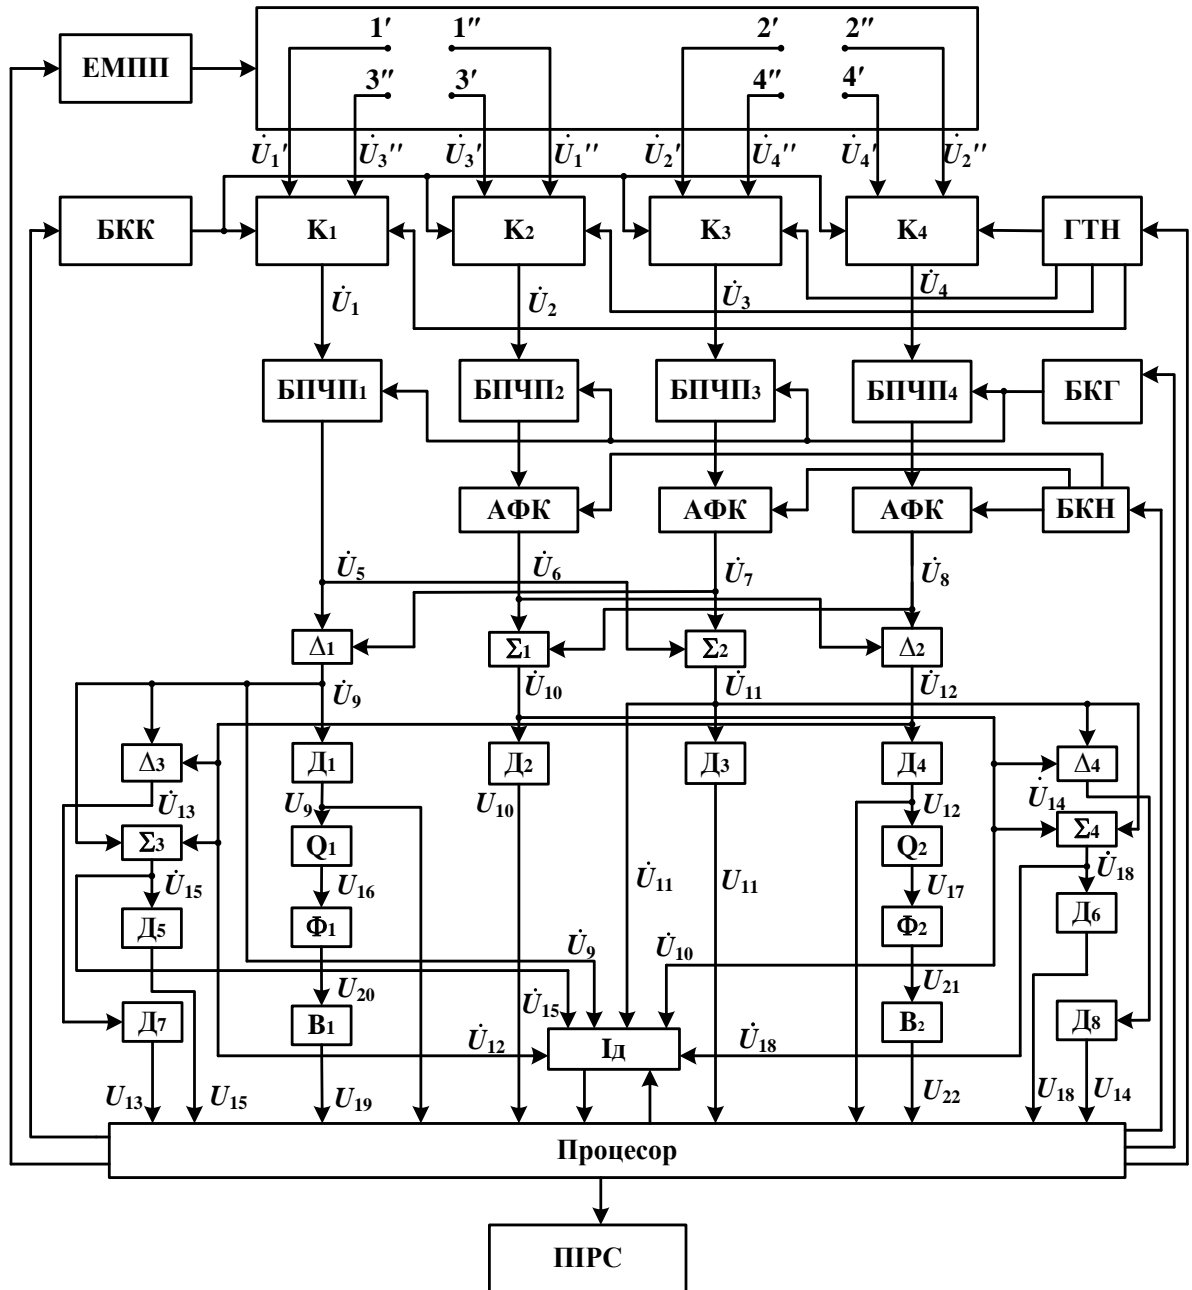 1′ 1″ 2′ 2″
ЕМПП
3″ 3′ 4″ 4′
U̇₁′ U̇₃″ U̇₃′ U̇₁″ U̇₂′ U̇₄″ U̇₄′ U̇₂″
БКК K₁ K₂ K₃ K₄ ГТН
U̇₁ U̇₂ U̇₃ U̇₄
БПЧП₁ БПЧП₂ БПЧП₃ БПЧП₄ БКГ
АФК АФК АФК БКН
U̇₅ U̇₆ U̇₇ U̇₈
Δ₁ Σ₁ Σ₂ Δ₂
U̇₉ U̇₁₀ U̇₁₁ U̇₁₂
Δ₃ Д₁ Д₂ Д₃ Д₄ Δ₄
U̇₁₃ U₉ U₁₀ U₁₂ U̇₁₄
Σ₃ Q₁ Q₂ Σ₄
U̇₁₅ U₁₆ U̇₁₁ U₁₁ U₁₇ U̇₁₈
Д₅ Φ₁ Φ₂ Д₆
U̇₉ U̇₁₀
U₂₀ U̇₁₅ U₂₁
Д₇ В₁ В₂ Д₈
U̇₁₂ Iд U̇₁₈
U₁₃ U₁₅ U₁₉ U₂₂ U₁₈ U₁₄
Процесор
ПІРС